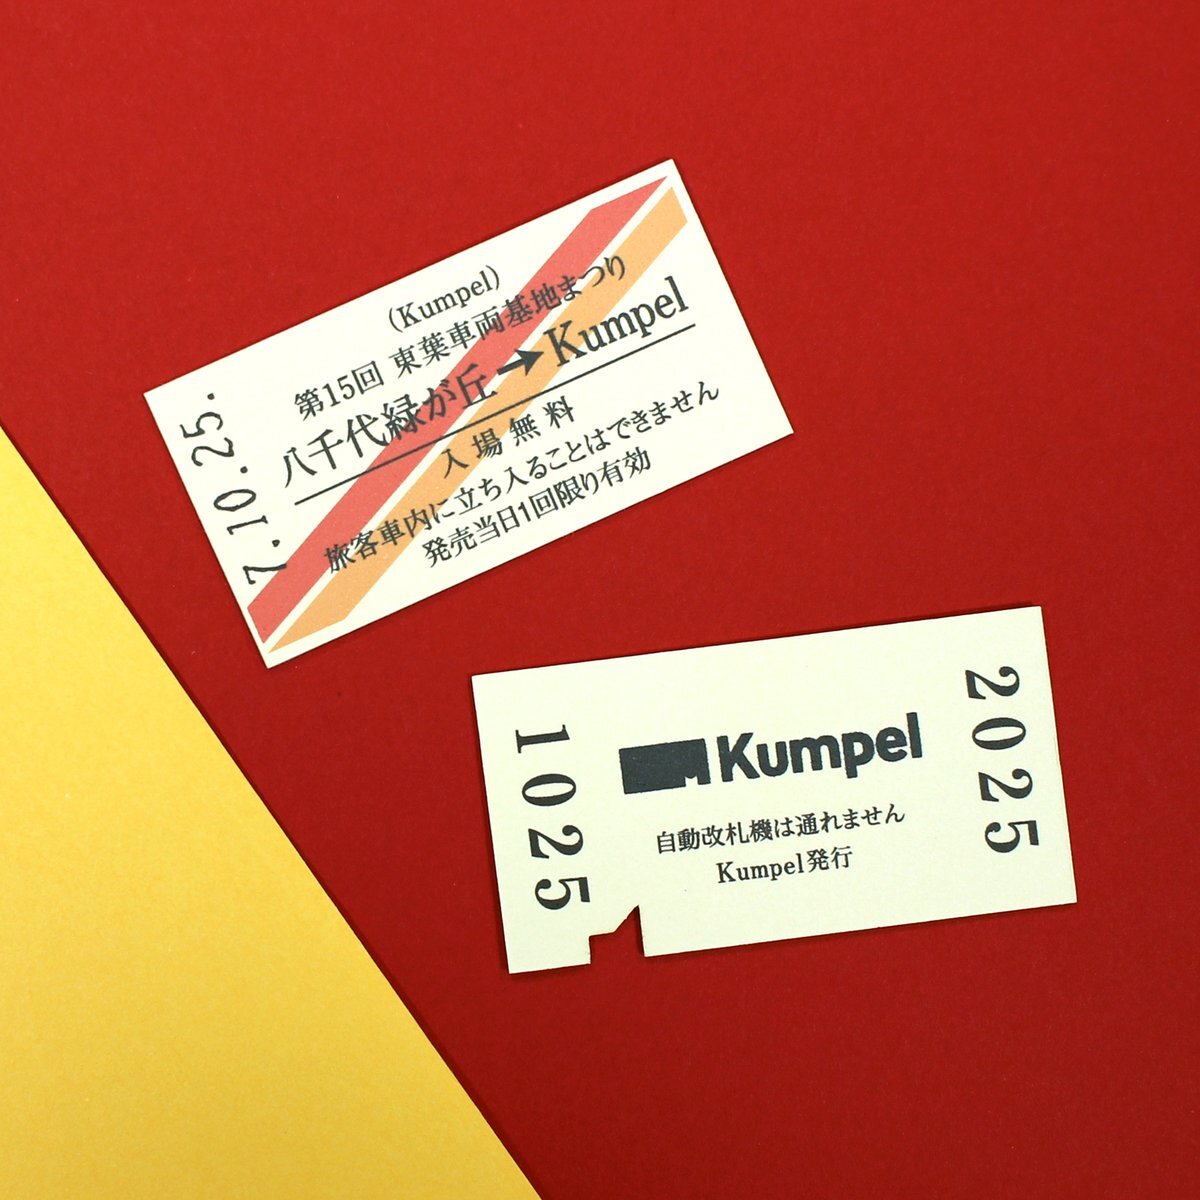 (Kumpel)
第15回 東葉車両基地まつり
八千代緑が丘➔Kumpel
入場無料
旅客車内に立ち入ることはできません
発売当日1回限り有効
7.10.25.
1025
Kumpel
自動改札機は通れません
Kumpel発行
2025